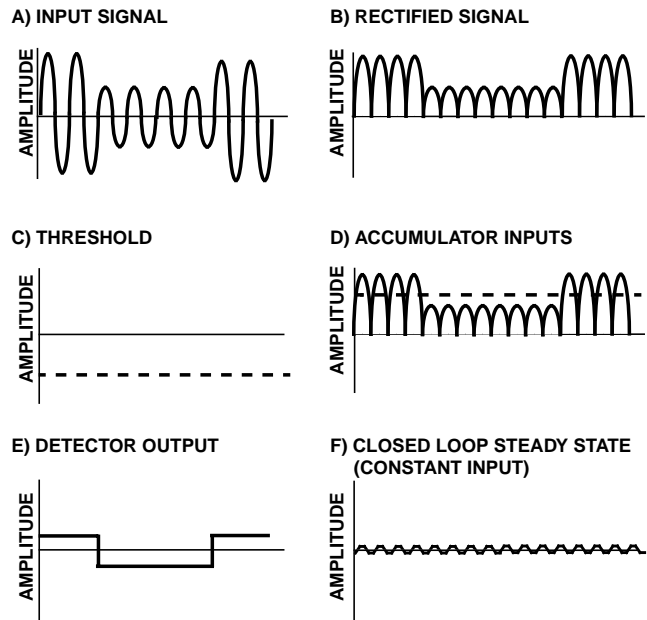 A) INPUT SIGNAL
AMPLITUDE
B) RECTIFIED SIGNAL
AMPLITUDE
C) THRESHOLD
AMPLITUDE
D) ACCUMULATOR INPUTS
AMPLITUDE
E) DETECTOR OUTPUT
AMPLITUDE
F) CLOSED LOOP STEADY STATE
(CONSTANT INPUT)
AMPLITUDE